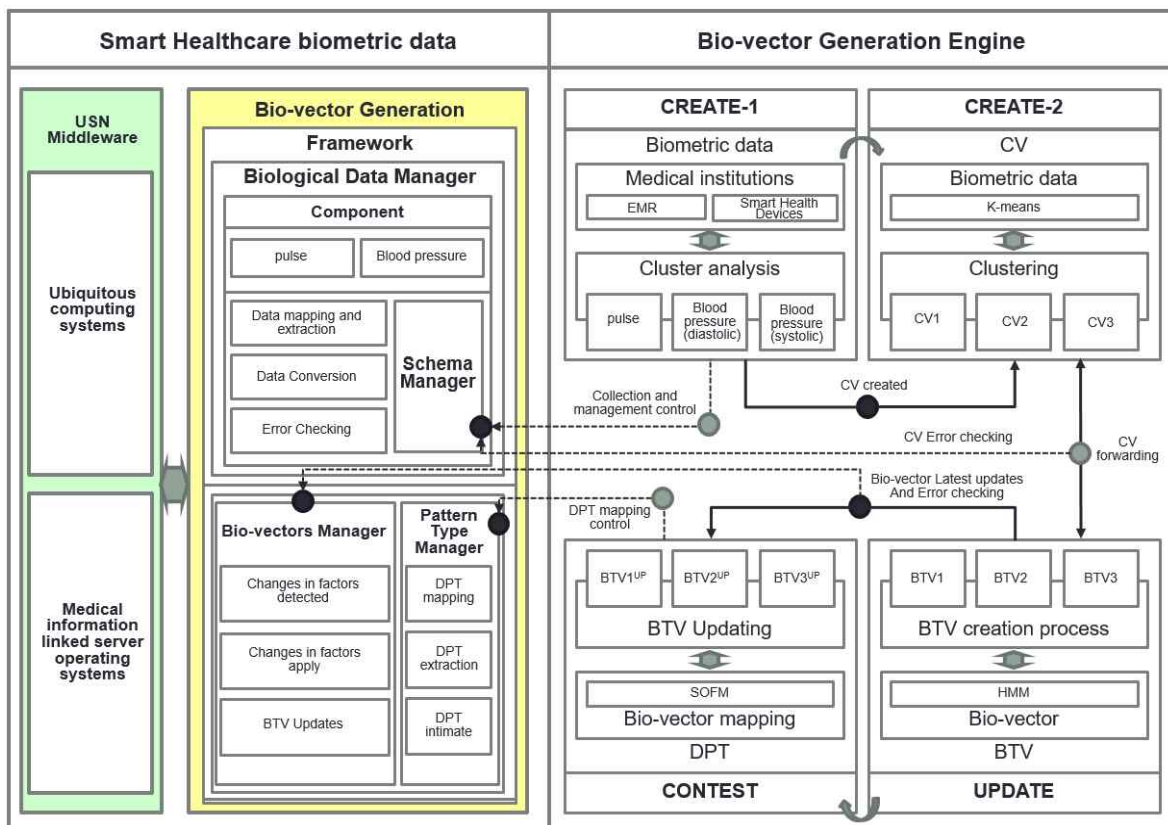 Smart Healthcare biometric data
Bio-vector Generation Engine
USN
Middleware
Ubiquitous
computing
systems
Medical
information
linked server
operating
systems
Bio-vector Generation
Framework
Biological Data Manager
Component
pulse
Blood pressure
Data mapping and
extraction
Data Conversion
Error Checking
Schema
Manager
Bio-vectors Manager
Changes in factors
detected
Changes in factors
apply
BTV Updates
Pattern
Type
Manager
DPT
mapping
DPT
extraction
DPT
intimate
CREATE-1
Biometric data
Medical institutions
EMR
Smart Health
Devices
Cluster analysis
pulse
Blood
pressure
(diastolic)
Blood
pressure
(systolic)
CREATE-2
CV
Biometric data
K-means
Clustering
CV1
CV2
CV3
Collection and
management control
CV created
CV Error checking
CV
forwarding
Bio-vector Latest updates
And Error checking
DPT mapping
control
BTV1UP
BTV2UP
BTV3UP
BTV Updating
SOFM
Bio-vector mapping
DPT
CONTEST
BTV1
BTV2
BTV3
BTV creation process
HMM
Bio-vector
BTV
UPDATE